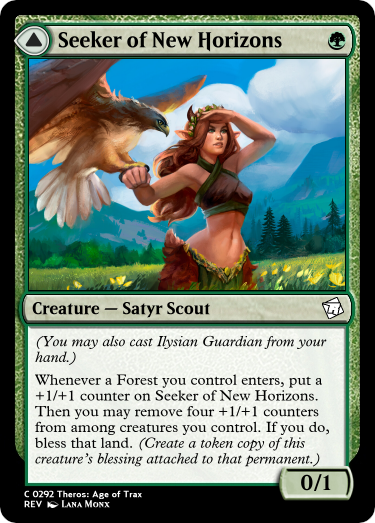 Seeker of New Horizons
Creature — Satyr Scout
(You may also cast Ilysian Guardian from your
hand.)
Whenever a Forest you control enters, put a
+1/+1 counter on Seeker of New Horizons.
Then you may remove four +1/+1 counters
from among creatures you control. If you do,
bless that land. (Create a token copy of this
creature's blessing attached to that permanent.)
0/1
C 0292 Theros: Age of Trax
REV Lana Monx